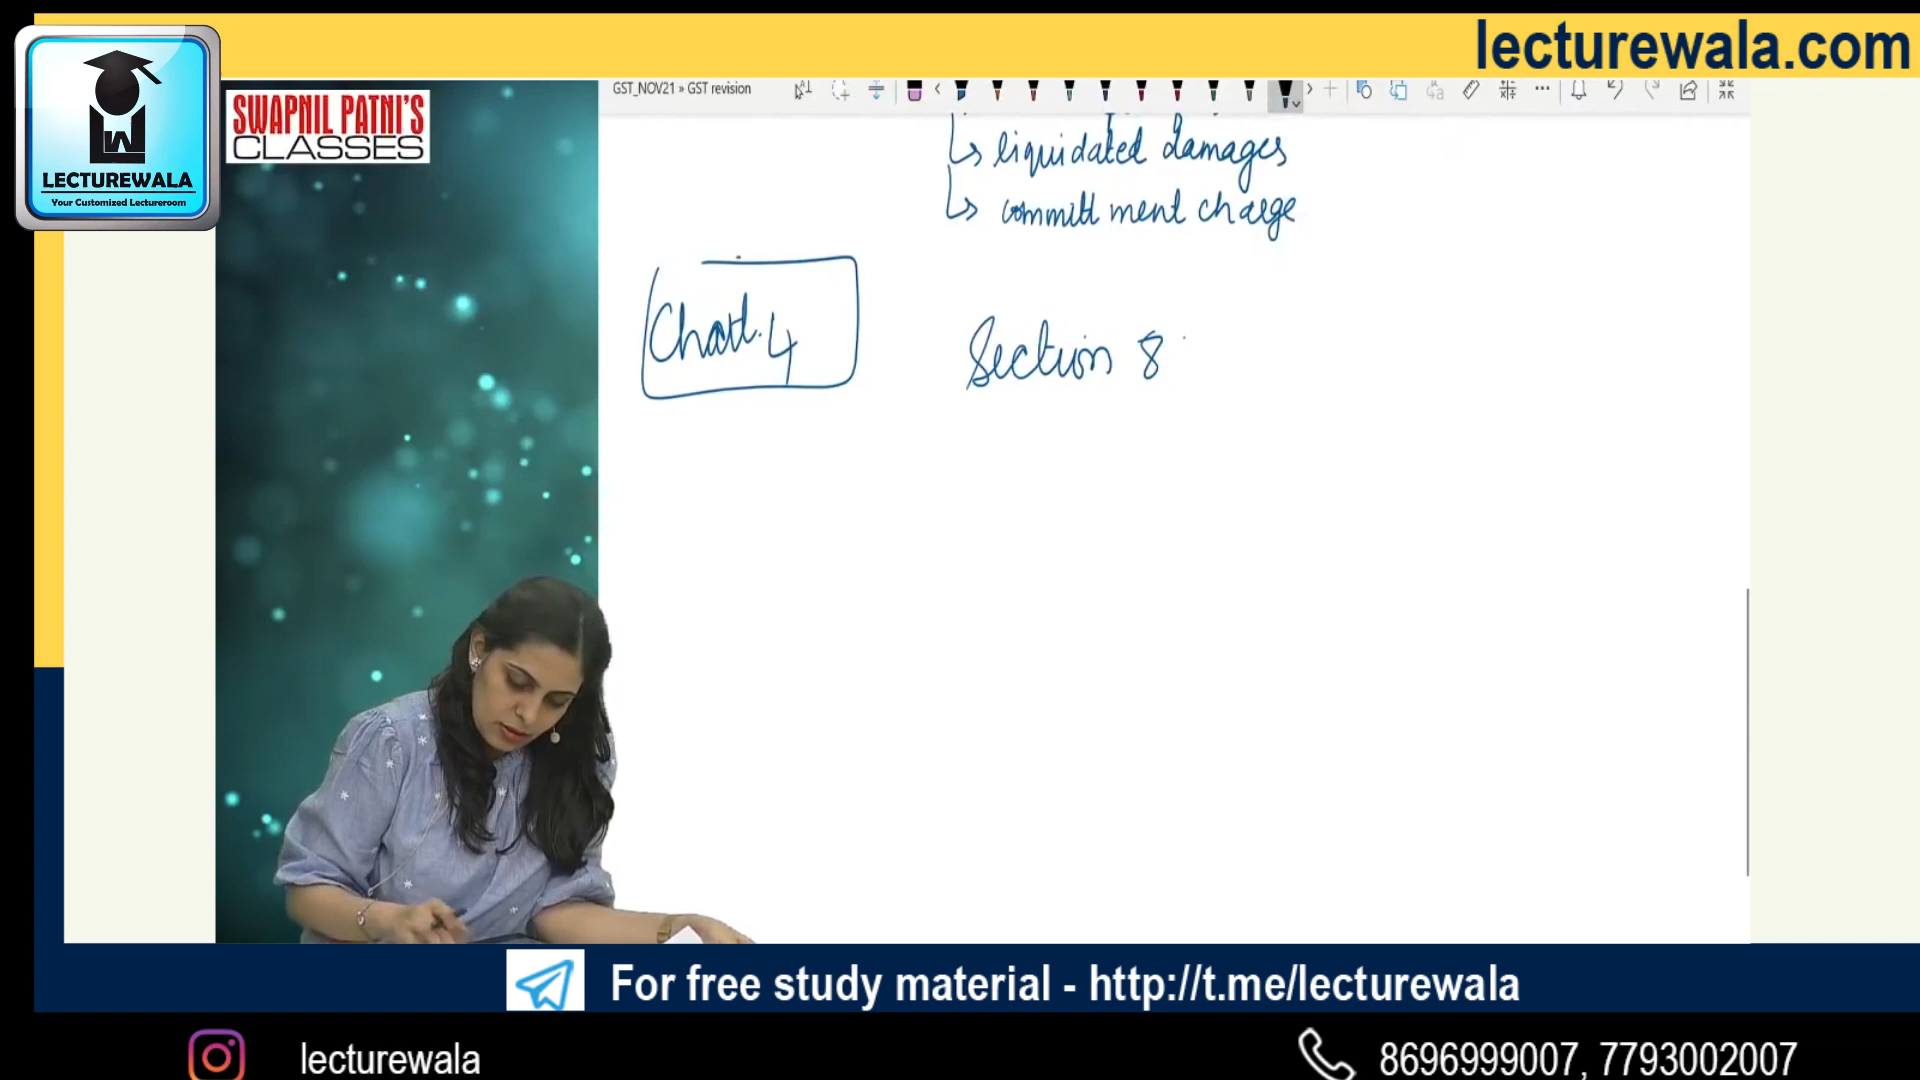 lecturewala.com
LW
LECTUREWALA
Your Customized Lectureroom
SWAPNIL PATNI'S
CLASSES
GST_NOV21 » GST revision
↳ liquidated damages
↳ committment charge
Chart. 4
Section 8
For free study material - http://t.me/lecturewala
lecturewala
8696999007, 7793002007